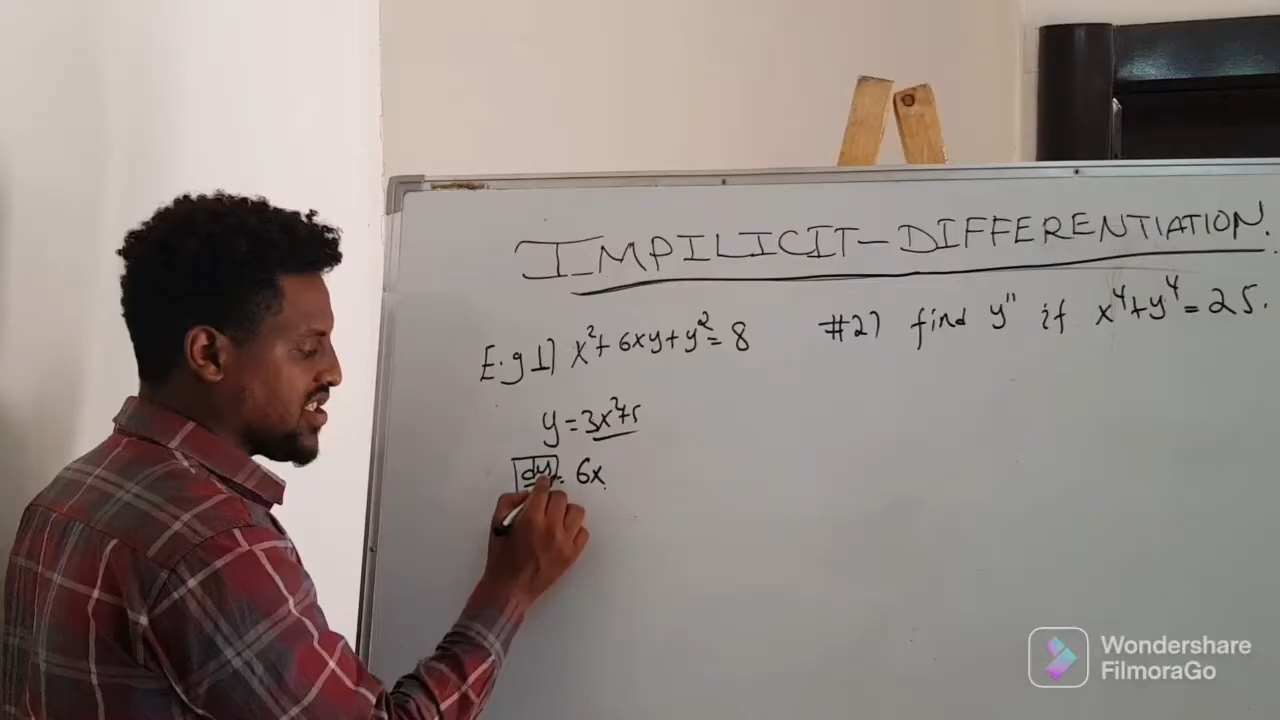 IMPILICIT-DIFFERENTIATION.
E.g 1) x²+6xy+y²=8
#2) find y" if x⁴+y⁴=25.
y=3x²+5
dy = 6x
Wondershare
FilmoraGo